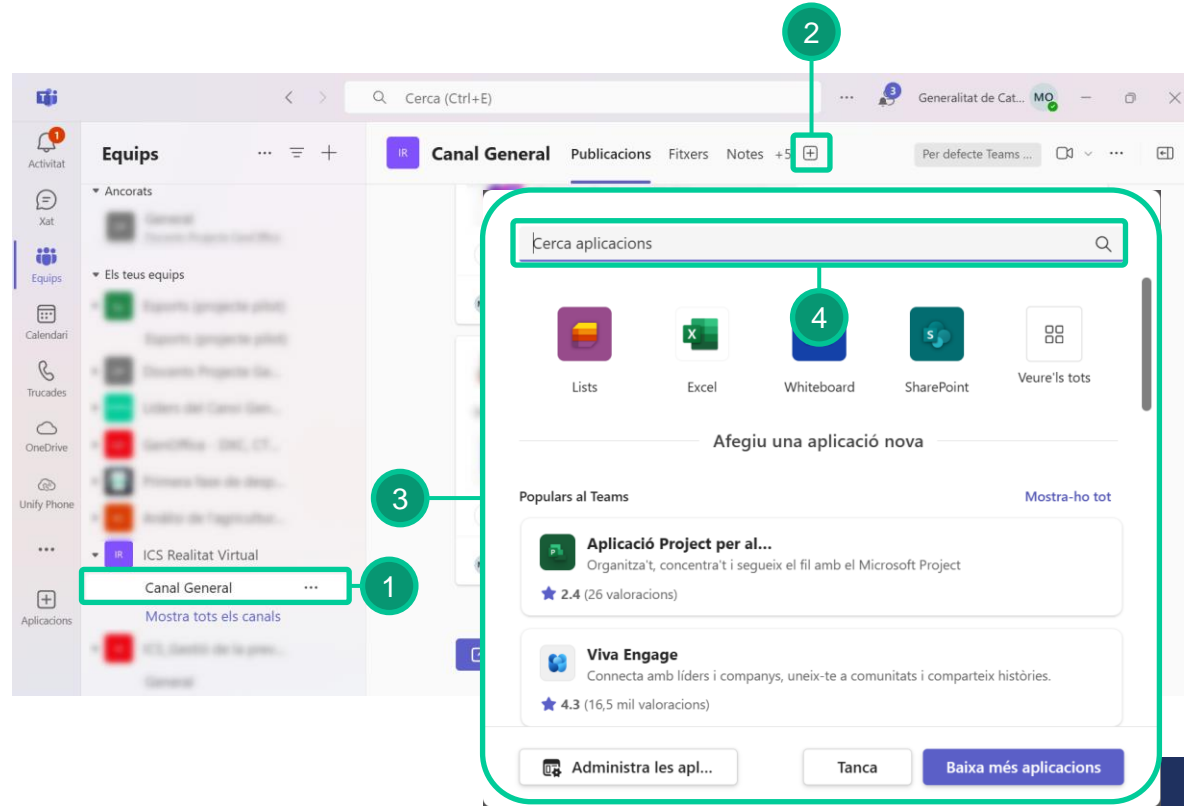 2
Cerca (Ctrl+E)
3
Generalitat de Cat...
MO
1
Activitat
Xat
Equips
Calendari
Trucades
OneDrive
Unify Phone
Aplicacions
Equips
Ancorats
General
Els teus equips
Esports (projecte pilot)
ICS Realitat Virtual
IR
Canal General
1
Mostra tots els canals
General
IR
Canal General
Publicacions
Fitxers
Notes
+5
Per defecte Teams ...
Cerca aplicacions
4
Lists
Excel
Whiteboard
SharePoint
Veure'ls tots
Afegiu una aplicació nova
3
Populars al Teams
Mostra-ho tot
Aplicació Project per al...
Organitza't, concentra't i segueix el fil amb el Microsoft Project
2.4 (26 valoracions)
Viva Engage
Connecta amb líders i companys, uneix-te a comunitats i comparteix històries.
4.3 (16,5 mil valoracions)
Administra les apl...
Tanca
Baixa més aplicacions